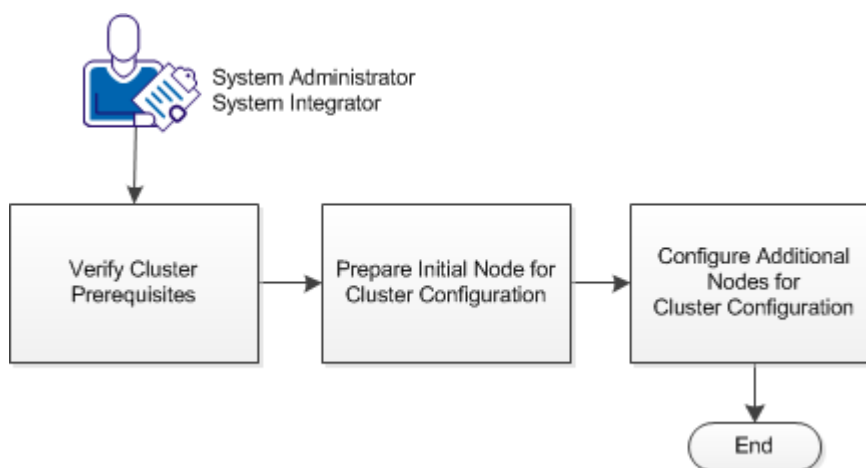 System Administrator
System Integrator
Verify Cluster
Prerequisites
Prepare Initial Node for
Cluster Configuration
Configure Additional
Nodes for
Cluster Configuration
End